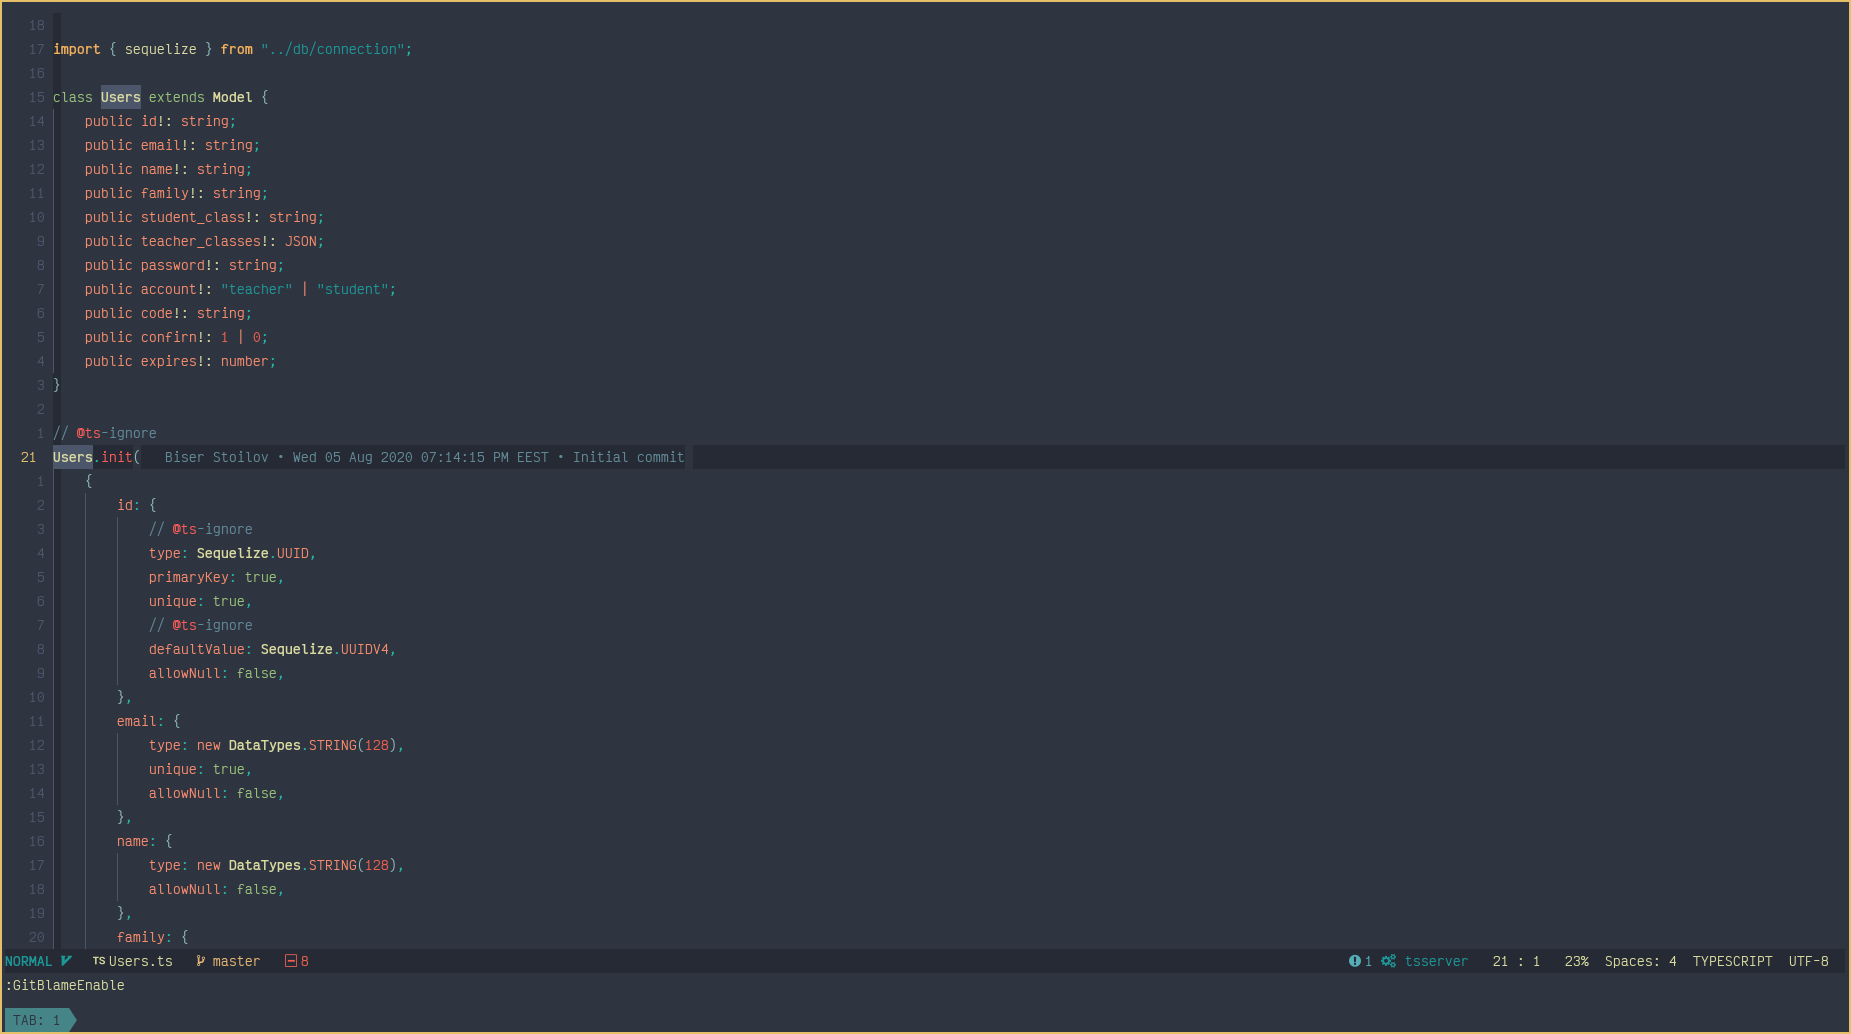 18
17 import { sequelize } from "../db/connection";
16
15 class Users extends Model {
14     public id!: string;
13     public email!: string;
12     public name!: string;
11     public family!: string;
10     public student_class!: string;
9     public teacher_classes!: JSON;
8     public password!: string;
7     public account!: "teacher" | "student";
6     public code!: string;
5     public confirn!: 1 | 0;
4     public expires!: number;
3 }
2
1 // @ts-ignore
21 Users.init(   Biser Stoilov • Wed 05 Aug 2020 07:14:15 PM EEST • Initial commit
1     {
2         id: {
3             // @ts-ignore
4             type: Sequelize.UUID,
5             primaryKey: true,
6             unique: true,
7             // @ts-ignore
8             defaultValue: Sequelize.UUIDV4,
9             allowNull: false,
10         },
11         email: {
12             type: new DataTypes.STRING(128),
13             unique: true,
14             allowNull: false,
15         },
16         name: {
17             type: new DataTypes.STRING(128),
18             allowNull: false,
19         },
20         family: {
NORMAL TS Users.ts master 8 1 tsserver 21 : 1 23% Spaces: 4 TYPESCRIPT UTF-8
:GitBlameEnable
TAB: 1